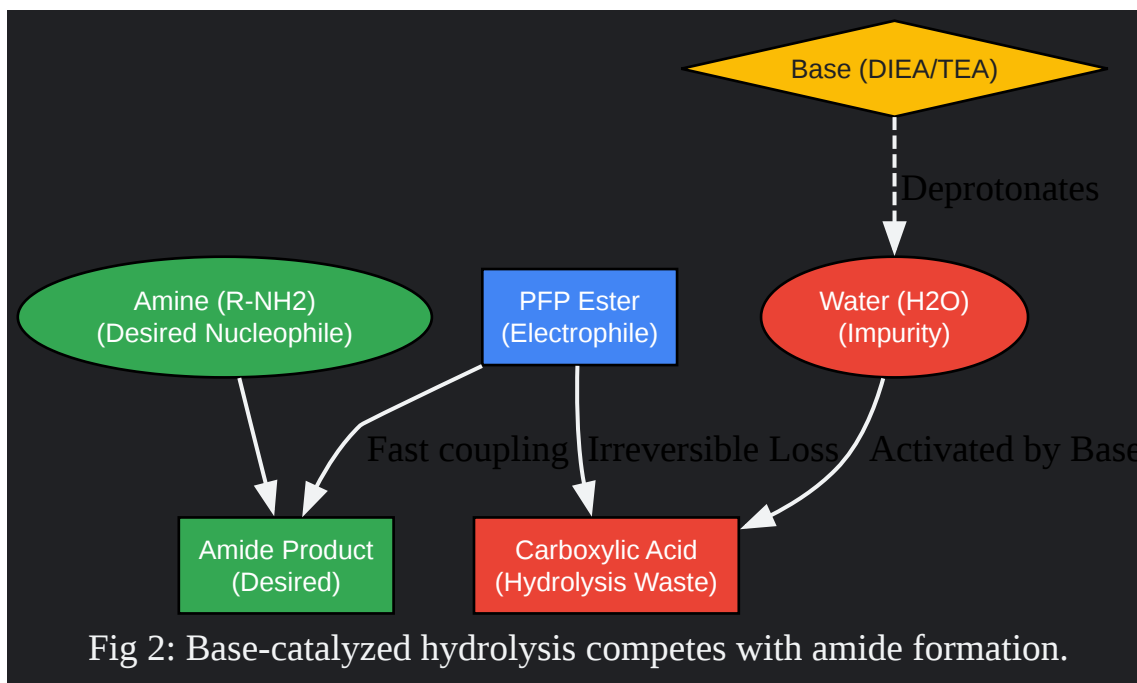 Base (DIEA/TEA)
Deprotonates
Amine (R-NH2)
(Desired Nucleophile)
PFP Ester
(Electrophile)
Water (H2O)
(Impurity)
Fast coupling
Irreversible Loss
Activated by Base
Amide Product
(Desired)
Carboxylic Acid
(Hydrolysis Waste)
Fig 2: Base-catalyzed hydrolysis competes with amide formation.